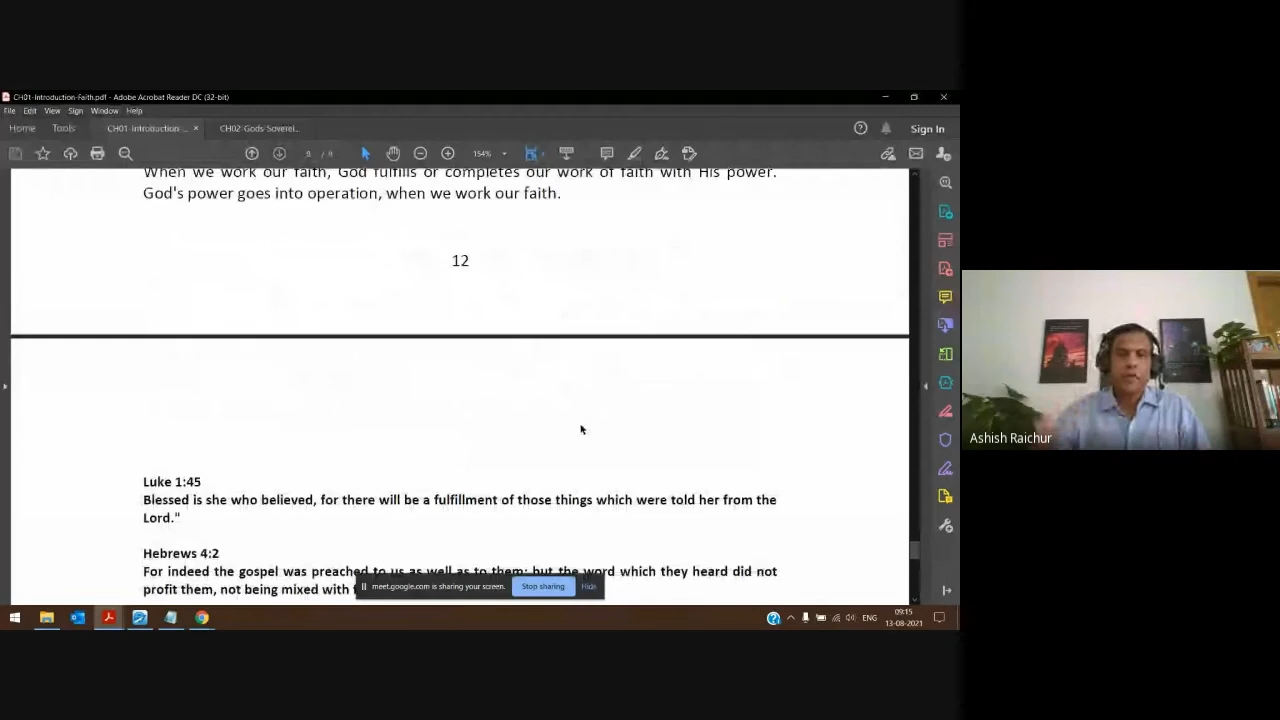 CH01-Introduction-Faith.pdf - Adobe Acrobat Reader DC (32-bit)
File Edit View Sign Window Help
Home Tools CH01-Introduction ... × CH02-Gods-Soverei...
Sign In
9 / 9 154%
When we work our faith, God fulfills or completes our work of faith with His power.
God's power goes into operation, when we work our faith.
12
Luke 1:45
Blessed is she who believed, for there will be a fulfillment of those things which were told her from the
Lord."
Hebrews 4:2
For indeed the gospel was preached to us as well as to them; but the word which they heard did not
profit them, not being mixed with
meet.google.com is sharing your screen. Stop sharing Hide
Ashish Raichur
ENG
09:15
13-08-2021